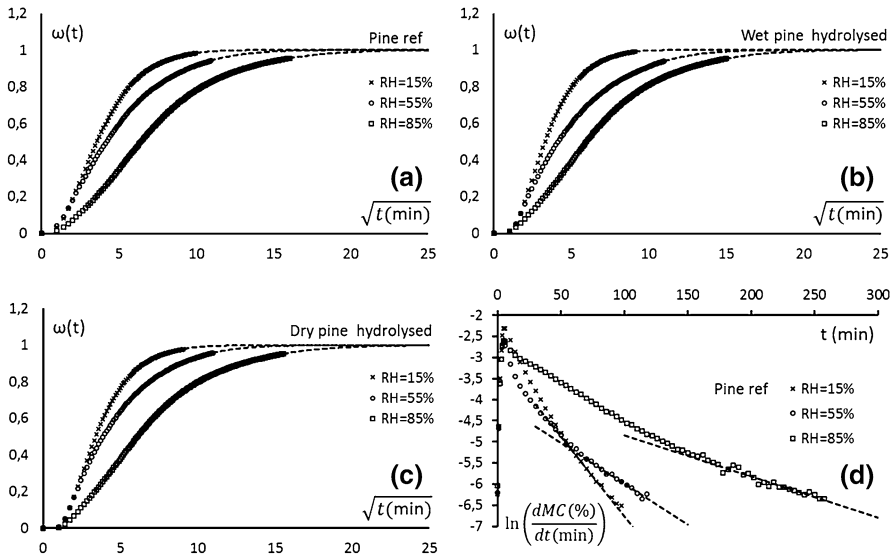 1,2
ω(t)
Pine ref
1
× RH=15%
○ RH=55%
□ RH=85%
0,8
0,6
0,4
(a)
0,2
√t(min)
0
0 5 10 15 20 25
1,2
ω(t)
Wet pine hydrolysed
1
× RH=15%
○ RH=55%
□ RH=85%
0,8
0,6
0,4
(b)
0,2
√t(min)
0
0 5 10 15 20 25
1,2
ω(t)
Dry pine hydrolysed
1
× RH=15%
○ RH=55%
□ RH=85%
0,8
0,6
0,4
(c)
0,2
√t(min)
0
0 5 10 15 20 25
0 50 100 150 200 250 300
t (min)
-2
-2,5
-3
-3,5
Pine ref
× RH=15%
○ RH=55%
□ RH=85%
-4
-4,5
-5
-5,5
(d)
-6
-6,5
-7
ln(dMC(%)/dt(min))